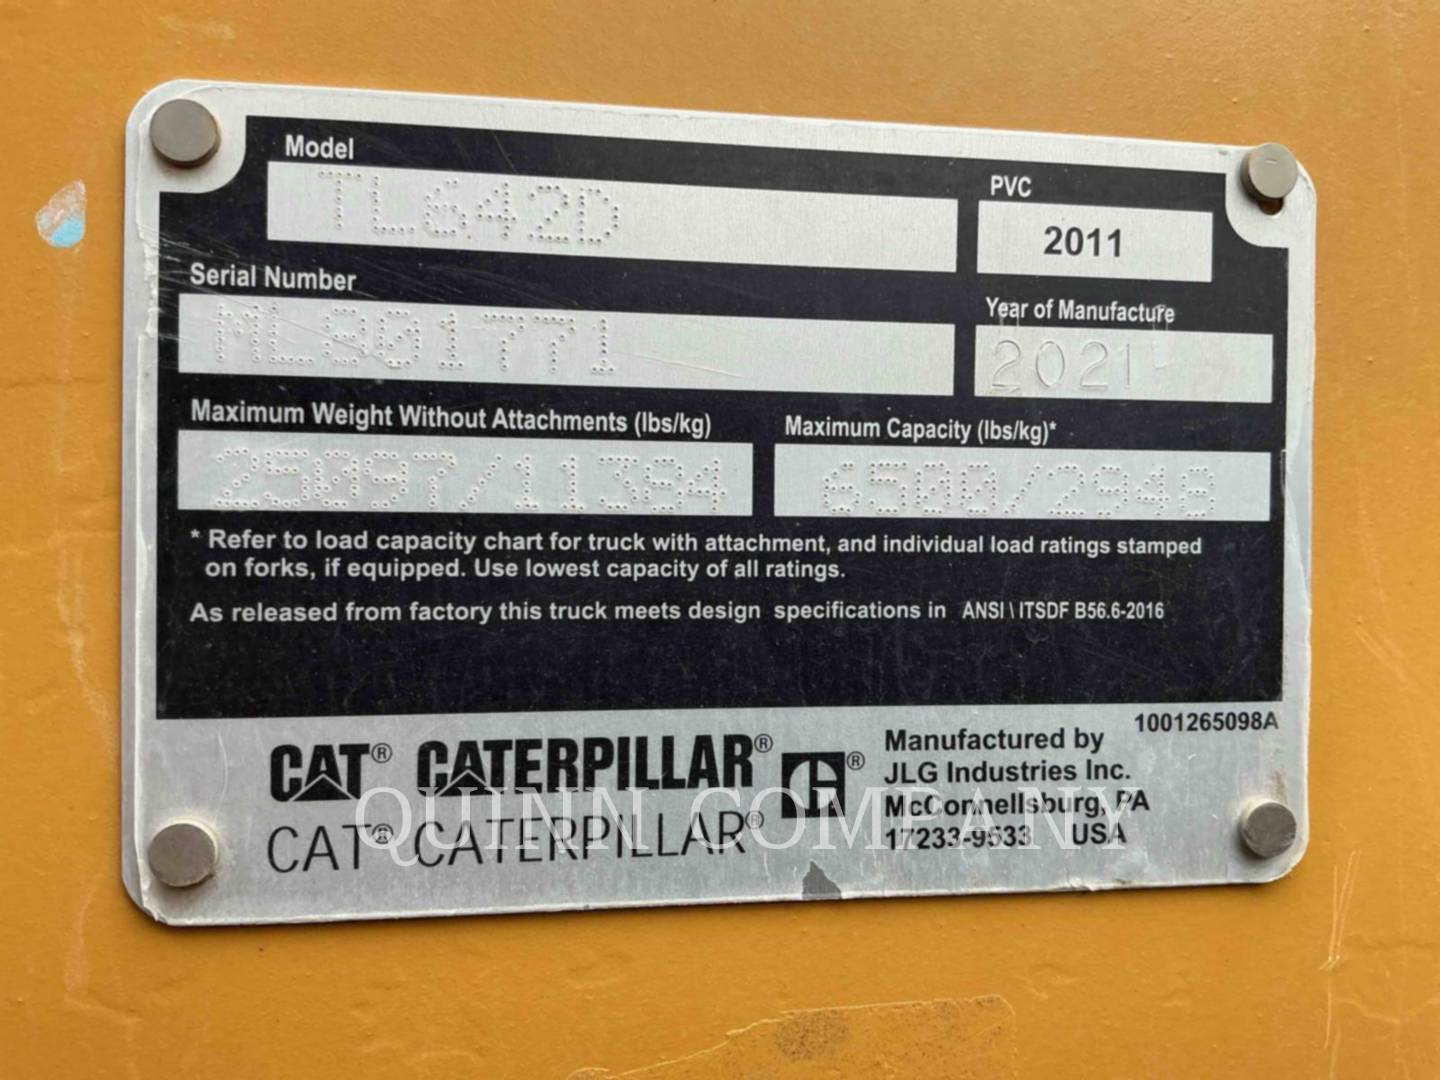 Model
TL642D
PVC
2011
Serial Number
ML901771
Year of Manufacture
2021
Maximum Weight Without Attachments (lbs/kg)
25097/11384
Maximum Capacity (lbs/kg)*
6500/2948
* Refer to load capacity chart for truck with attachment, and individual load ratings stamped
on forks, if equipped. Use lowest capacity of all ratings.
As released from factory this truck meets design specifications in ANSI \ ITSDF B56.6-2016
1001265098A
CAT® CATERPILLAR® ®
CAT® CATERPILLAR®
Manufactured by
JLG Industries Inc.
McConnellsburg, PA
17233-9533 USA
QUINN COMPANY